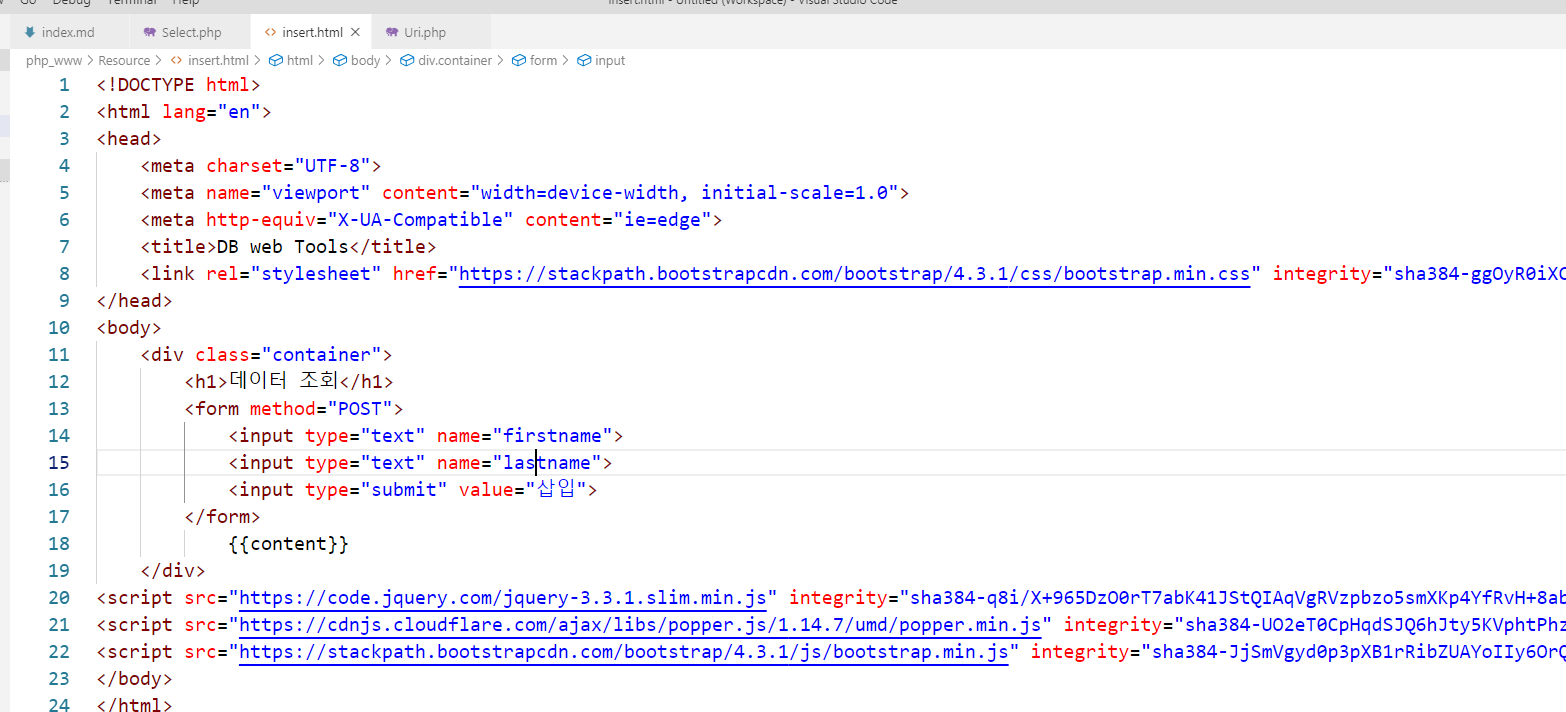 Go Debug Terminal Help insert.html - Untitled (Workspace) - Visual Studio Code
index.md Select.php insert.html Uri.php
php_www > Resource > insert.html > html > body > div.container > form > input
1 <!DOCTYPE html>
2 <html lang="en">
3 <head>
4 <meta charset="UTF-8">
5 <meta name="viewport" content="width=device-width, initial-scale=1.0">
6 <meta http-equiv="X-UA-Compatible" content="ie=edge">
7 <title>DB web Tools</title>
8 <link rel="stylesheet" href="https://stackpath.bootstrapcdn.com/bootstrap/4.3.1/css/bootstrap.min.css" integrity="sha384-ggOyR0iXC
9 </head>
10 <body>
11 <div class="container">
12 <h1>데이터 조회</h1>
13 <form method="POST">
14 <input type="text" name="firstname">
15 <input type="text" name="lastname">
16 <input type="submit" value="삽입">
17 </form>
18 {{content}}
19 </div>
20 <script src="https://code.jquery.com/jquery-3.3.1.slim.min.js" integrity="sha384-q8i/X+965DzO0rT7abK41JStQIAqVgRVzpbzo5smXKp4YfRvH+8ab
21 <script src="https://cdnjs.cloudflare.com/ajax/libs/popper.js/1.14.7/umd/popper.min.js" integrity="sha384-UO2eT0CpHqdSJQ6hJty5KVphtPhz
22 <script src="https://stackpath.bootstrapcdn.com/bootstrap/4.3.1/js/bootstrap.min.js" integrity="sha384-JjSmVgyd0p3pXB1rRibZUAYoIIy6OrQ
23 </body>
24 </html>